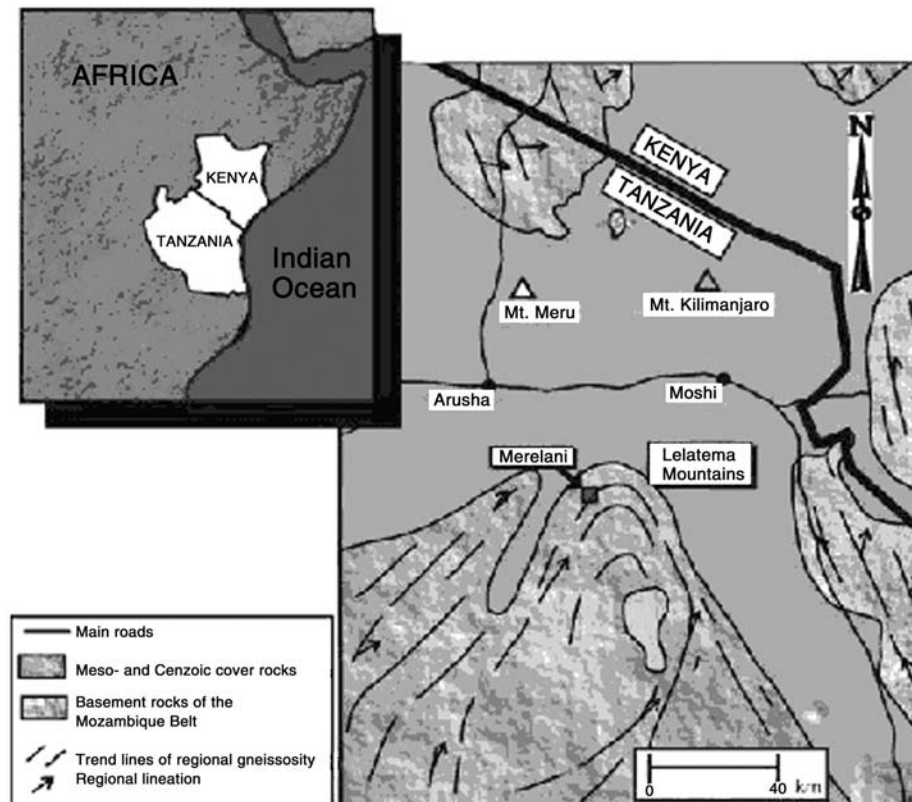 AFRICA
KENYA
TANZANIA
Indian
Ocean
KENYA
TANZANIA
N
S
Mt. Meru
Mt. Kilimanjaro
Arusha
Moshi
Merelani
Lelatema
Mountains
Main roads
Meso- and Cenzoic cover rocks
Basement rocks of the
Mozambique Belt
Trend lines of regional gneissosity
Regional lineation
0
40
km